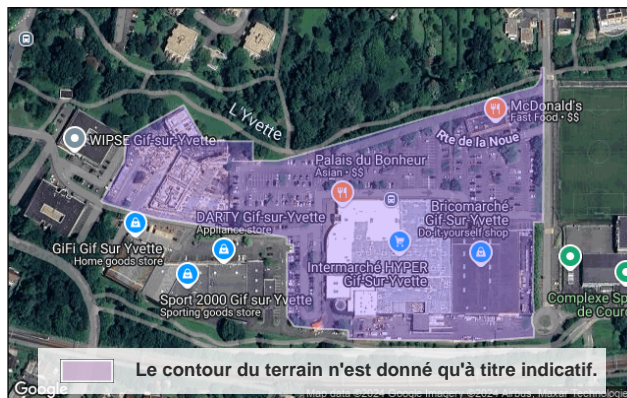 McDonald's
Fast Food • $$
L'Yvette
Rte de la Noue
WIPSE Gif-sur-Yvette
Palais du Bonheur
Asian • $$
Bricomarché
Gif-Sur-Yvette
Do-it-yourself shop
DARTY Gif-sur-Yvette
Appliance store
GiFi Gif Sur Yvette
Home goods store
Intermarché HYPER
Gif-Sur-Yvette
Sport 2000 Gif sur Yvette
Sporting goods store
Complexe Sp
de Cour
Le contour du terrain n'est donné qu'à titre indicatif.
Google
Map data ©2024 Google Imagery ©2024 Airbus, Maxar Technologies